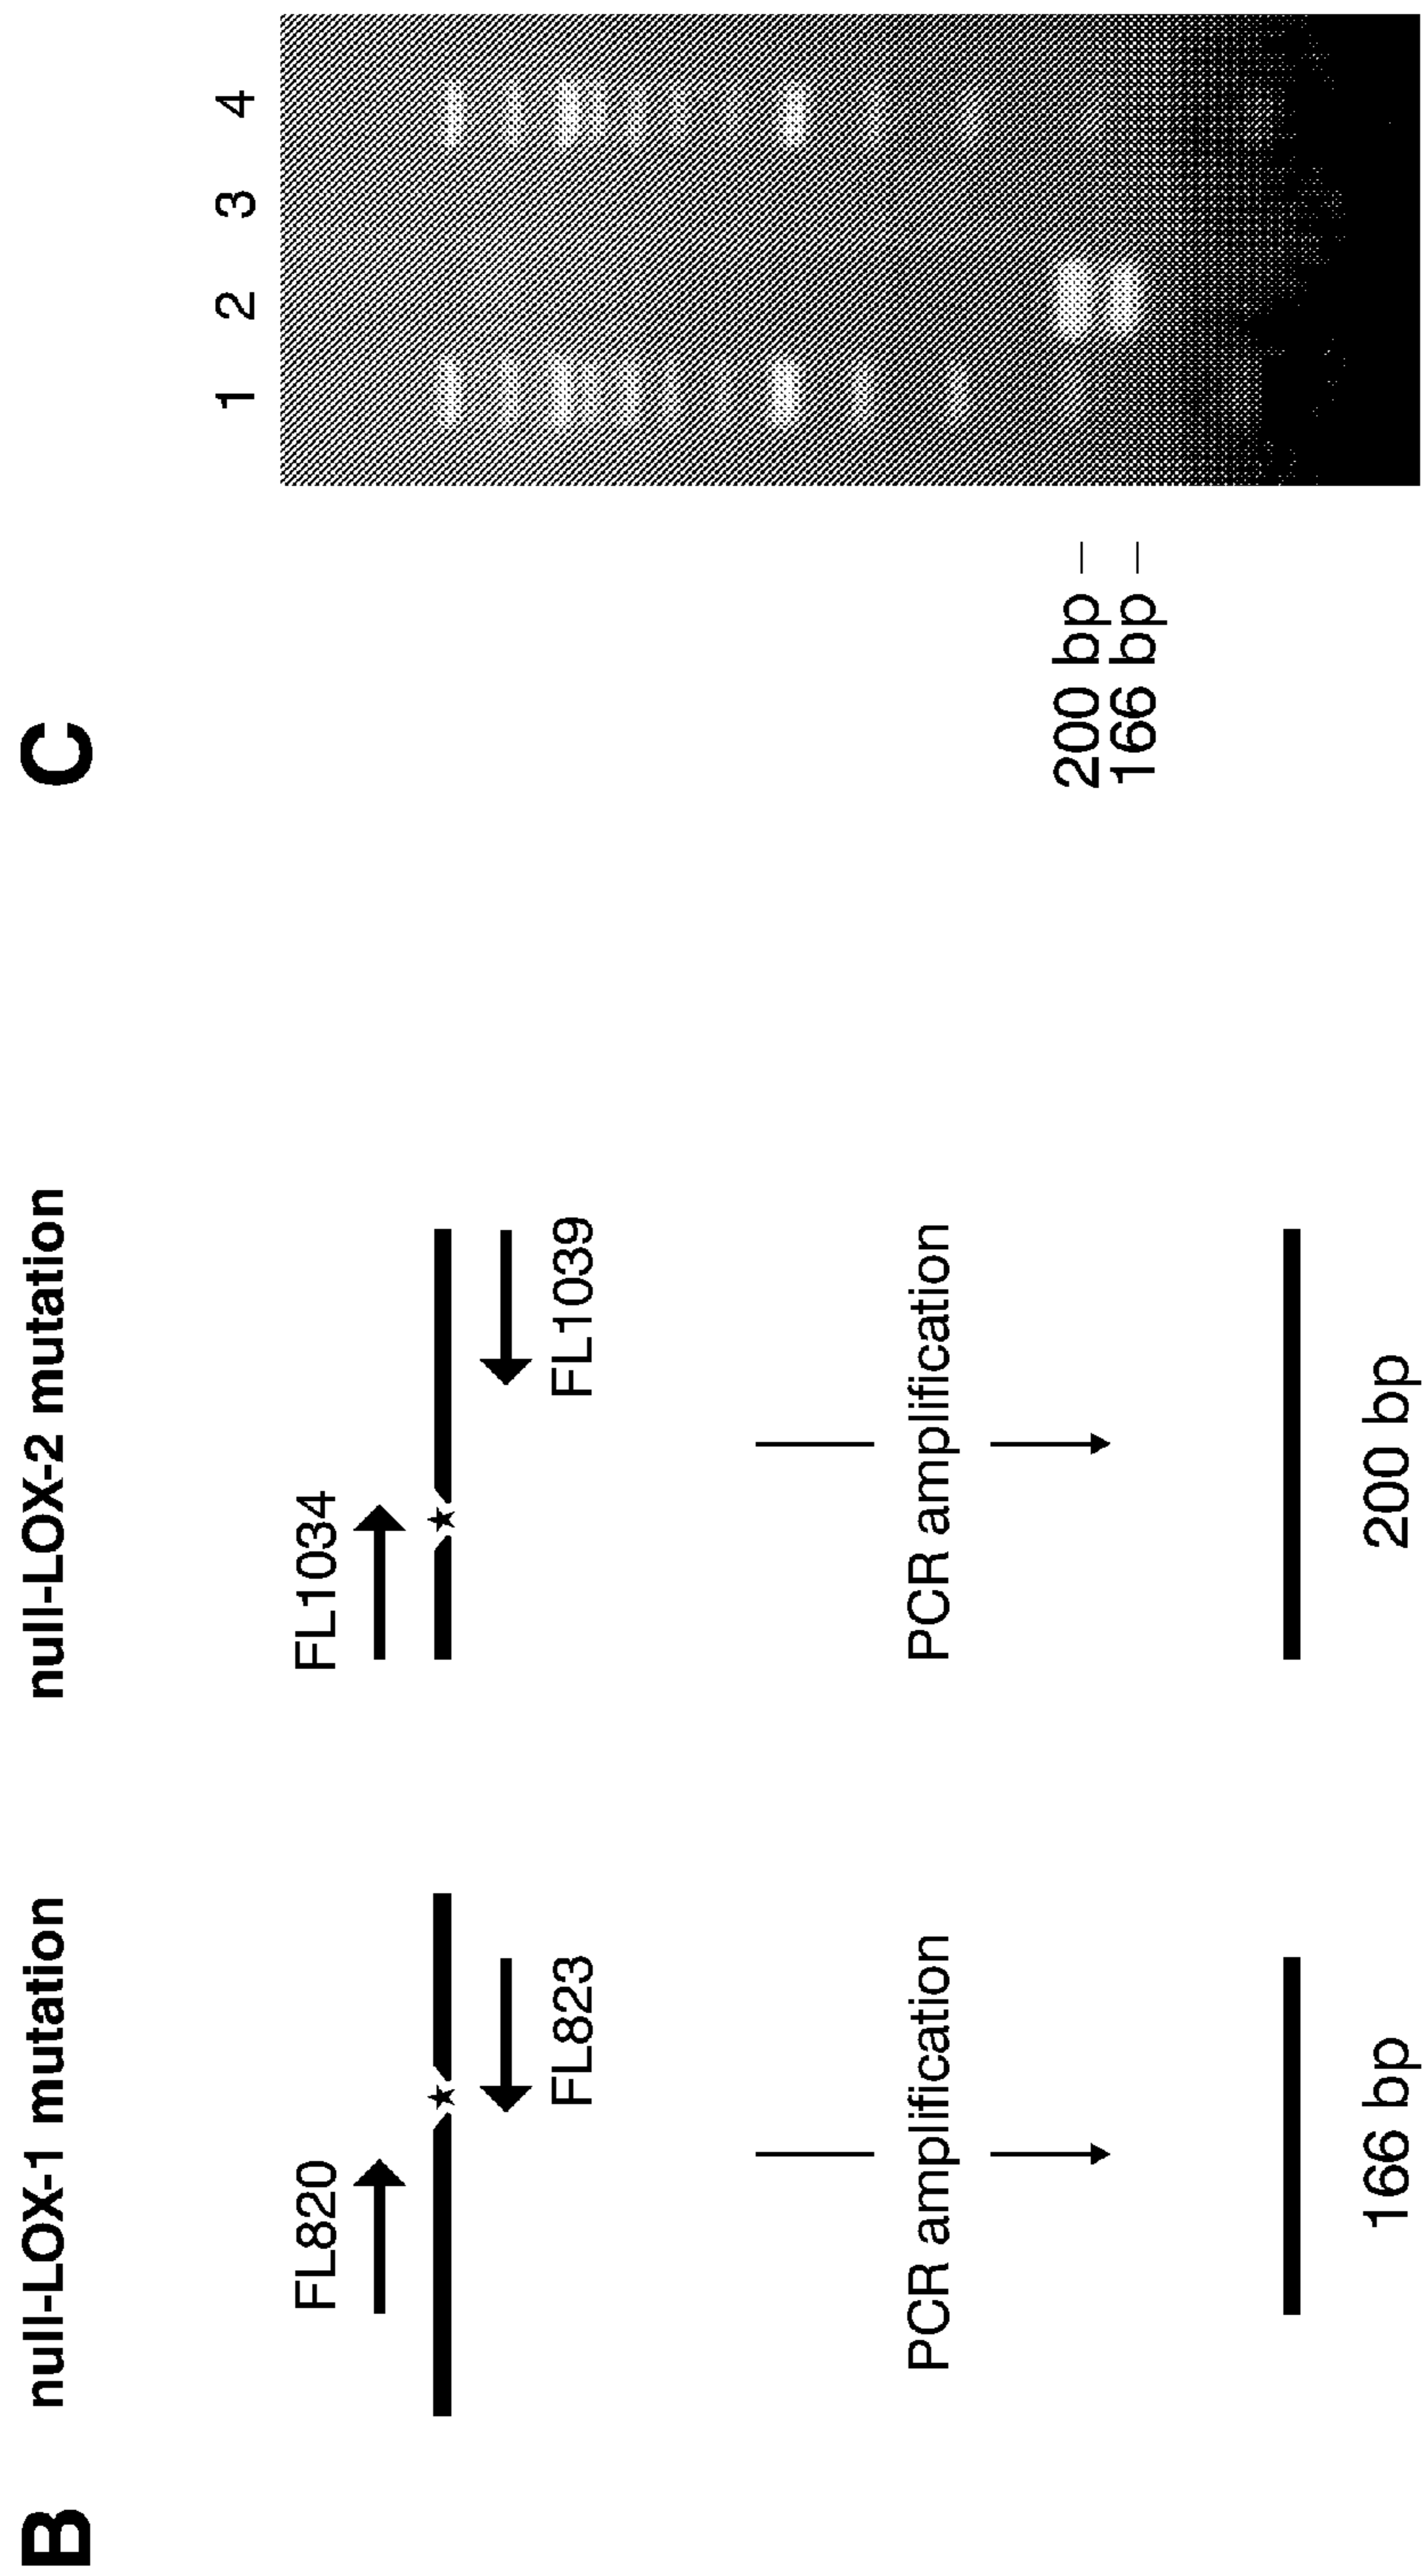 B
null-LOX-1 mutation
FL820
FL823
PCR amplification
166 bp
null-LOX-2 mutation
FL1034
FL1039
PCR amplification
200 bp
C
1 2 3 4
200 bp
166 bp